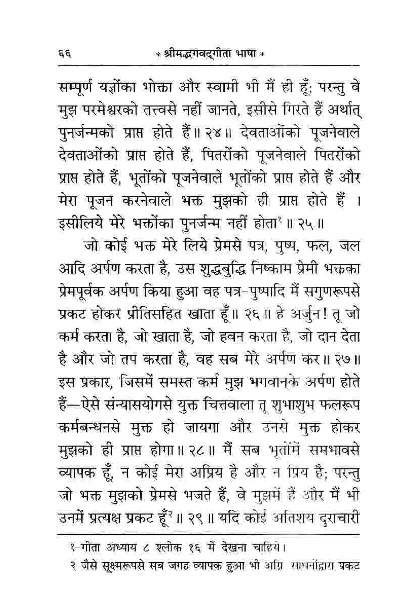 ६६ * श्रीमद्भगवद्गीता भाषा *
सम्पूर्ण यज्ञोंका भोक्ता और स्वामी भी मैं ही हूँ; परन्तु वे
मुझ परमेश्वरको तत्त्वसे नहीं जानते, इसीसे गिरते हैं अर्थात्
पुनर्जन्मको प्राप्त होते हैं॥ २४॥ देवताओंको पूजनेवाले
देवताओंको प्राप्त होते हैं, पितरोंको पूजनेवाले पितरोंको
प्राप्त होते हैं, भूतोंको पूजनेवाले भूतोंको प्राप्त होते हैं और
मेरा पूजन करनेवाले भक्त मुझको ही प्राप्त होते हैं ।
इसीलिये मेरे भक्तोंका पुनर्जन्म नहीं होता१ ॥ २५॥
जो कोई भक्त मेरे लिये प्रेमसे पत्र, पुष्प, फल, जल
आदि अर्पण करता है, उस शुद्धबुद्धि निष्काम प्रेमी भक्तका
प्रेमपूर्वक अर्पण किया हुआ वह पत्र-पुष्पादि मैं सगुणरूपसे
प्रकट होकर प्रीतिसहित खाता हूँ॥ २६॥ हे अर्जुन! तू जो
कर्म करता है, जो खाता है, जो हवन करता है, जो दान देता
है और जो तप करता है, वह सब मेरे अर्पण कर॥ २७॥
इस प्रकार, जिसमें समस्त कर्म मुझ भगवान्‌के अर्पण होते
हैं—ऐसे संन्यासयोगसे युक्त चित्तवाला तू शुभाशुभ फलरूप
कर्मबन्धनसे मुक्त हो जायगा और उनसे मुक्त होकर
मुझको ही प्राप्त होगा॥ २८॥ मैं सब भूतोंमें समभावसे
व्यापक हूँ, न कोई मेरा अप्रिय है और न प्रिय है; परन्तु
जो भक्त मुझको प्रेमसे भजते हैं, वे मुझमें हैं और मैं भी
उनमें प्रत्यक्ष प्रकट हूँ२॥ २९॥ यदि कोई अतिशय दुराचारी
१-गीता अध्याय ८ श्लोक १६ में देखना चाहिये।
२ जैसे सूक्ष्मरूपसे सब जगह व्यापक हुआ भी अग्नि साधनोंद्वारा प्रकट